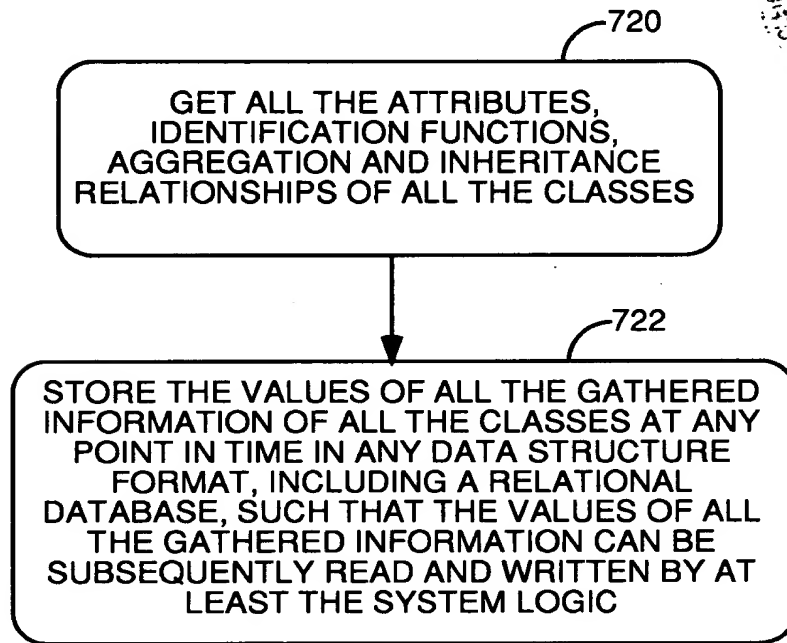 720
GET ALL THE ATTRIBUTES,
IDENTIFICATION FUNCTIONS,
AGGREGATION AND INHERITANCE
RELATIONSHIPS OF ALL THE CLASSES
722
STORE THE VALUES OF ALL THE GATHERED
INFORMATION OF ALL THE CLASSES AT ANY
POINT IN TIME IN ANY DATA STRUCTURE
FORMAT, INCLUDING A RELATIONAL
DATABASE, SUCH THAT THE VALUES OF ALL
THE GATHERED INFORMATION CAN BE
SUBSEQUENTLY READ AND WRITTEN BY AT
LEAST THE SYSTEM LOGIC